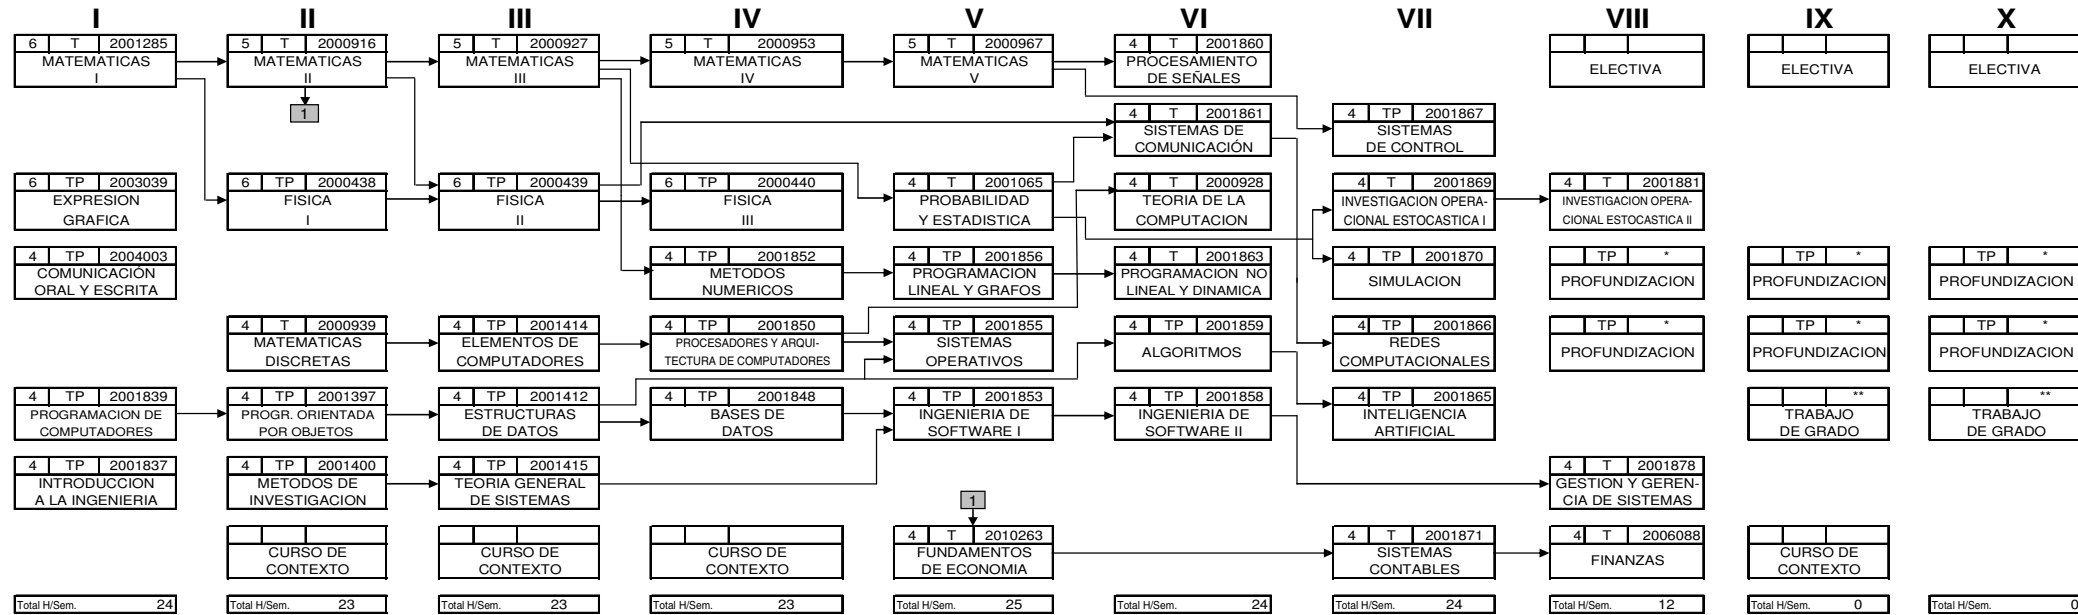 I II III IV V VI VII VIII IX X
6 T 2001285
MATEMATICAS
I
5 T 2000916
MATEMATICAS
II
5 T 2000927
MATEMATICAS
III
5 T 2000953
MATEMATICAS
IV
5 T 2000967
MATEMATICAS
V
4 T 2001860
PROCESAMIENTO
DE SEÑALES
ELECTIVA
ELECTIVA
ELECTIVA
1
4 T 2001861
SISTEMAS DE
COMUNICACIÓN
4 TP 2001867
SISTEMAS
DE CONTROL
6 TP 2003039
EXPRESION
GRAFICA
6 TP 2000438
FISICA
I
6 TP 2000439
FISICA
II
6 TP 2000440
FISICA
III
4 T 2001065
PROBABILIDAD
Y ESTADISTICA
4 T 2000928
TEORIA DE LA
COMPUTACION
4 T 2001869
INVESTIGACION OPERA-
CIONAL ESTOCASTICA I
4 T 2001881
INVESTIGACION OPERA-
CIONAL ESTOCASTICA II
4 TP 2004003
COMUNICACIÓN
ORAL Y ESCRITA
4 TP 2001852
METODOS
NUMERICOS
4 TP 2001856
PROGRAMACION
LINEAL Y GRAFOS
4 T 2001863
PROGRAMACION NO
LINEAL Y DINAMICA
4 TP 2001870
SIMULACION
TP *
PROFUNDIZACION
TP *
PROFUNDIZACION
TP *
PROFUNDIZACION
4 T 2000939
MATEMATICAS
DISCRETAS
4 TP 2001414
ELEMENTOS DE
COMPUTADORES
4 TP 2001850
PROCESADORES Y ARQUI-
TECTURA DE COMPUTADORES
4 TP 2001855
SISTEMAS
OPERATIVOS
4 TP 2001859
ALGORITMOS
4 TP 2001866
REDES
COMPUTACIONALES
TP *
PROFUNDIZACION
TP *
PROFUNDIZACION
TP *
PROFUNDIZACION
4 TP 2001839
PROGRAMACION DE
COMPUTADORES
4 TP 2001397
PROGR. ORIENTADA
POR OBJETOS
4 TP 2001412
ESTRUCTURAS
DE DATOS
4 TP 2001848
BASES DE
DATOS
4 TP 2001853
INGENIERIA DE
SOFTWARE I
4 TP 2001858
INGENIERIA DE
SOFTWARE II
4 TP 2001865
INTELIGENCIA
ARTIFICIAL
**
TRABAJO
DE GRADO
**
TRABAJO
DE GRADO
4 TP 2001837
INTRODUCCION
A LA INGENIERIA
4 TP 2001400
METODOS DE
INVESTIGACION
4 TP 2001415
TEORIA GENERAL
DE SISTEMAS
4 T 2001878
GESTION Y GEREN-
CIA DE SISTEMAS
1
CURSO DE
CONTEXTO
CURSO DE
CONTEXTO
CURSO DE
CONTEXTO
4 T 2010263
FUNDAMENTOS
DE ECONOMIA
4 TP 2001871
SISTEMAS
CONTABLES
4 T 2006088
FINANZAS
CURSO DE
CONTEXTO
Total H/Sem. 24
Total H/Sem. 23
Total H/Sem. 23
Total H/Sem. 23
Total H/Sem. 25
Total H/Sem. 24
Total H/Sem. 24
Total H/Sem. 12
Total H/Sem. 0
Total H/Sem. 0